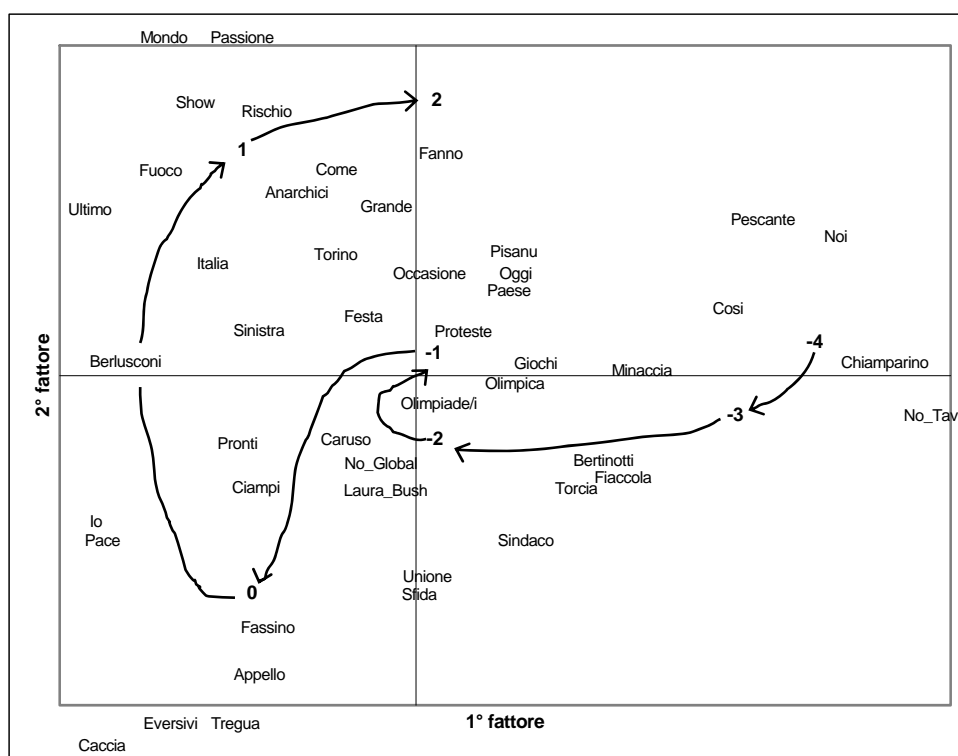 Mondo Passione
Show
Rischio
2
1
Fanno
Fuoco
Come
Anarchici
Ultimo
Grande
Pescante
Noi
Pisanu
Torino
Italia
Occasione
Oggi
Paese
Cosi
Festa
Sinistra
Proteste
-4
-1
Berlusconi
Giochi
Chiamparino
Minaccia
Olimpica
2° fattore
Olimpiade/i
-3
No_Tav
Pronti
Caruso
-2
No_Global
Bertinotti
Fiaccola
Ciampi
Laura_Bush
Torcia
Io
Pace
Sindaco
Unione
0
Sfida
Fassino
Appello
Eversivi Tregua
1° fattore
Caccia